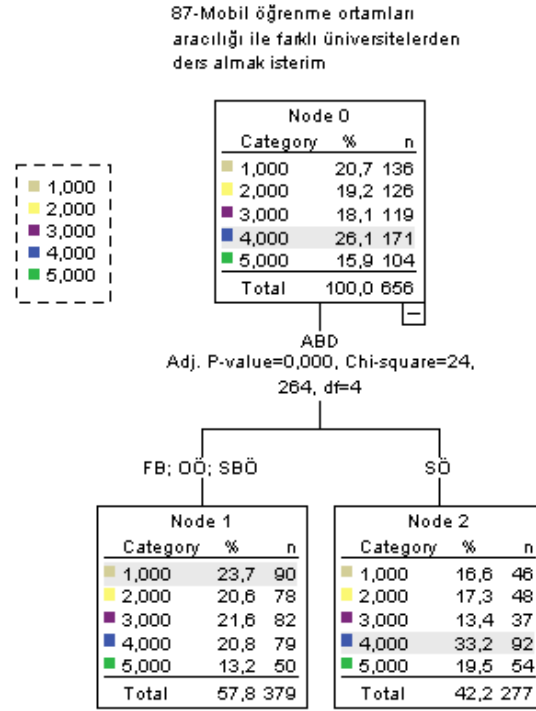 87-Mobil öğrenme ortamları
aracılığı ile farklı üniversitelerden
ders almak isterim
Node 0
Category % n
1,000 20,7 136
2,000 19,2 126
3,000 18,1 119
4,000 26,1 171
5,000 15,9 104
Total 100,0 656
1,000
2,000
3,000
4,000
5,000
ABD
Adj. P-value=0,000, Chi-square=24,
264, df=4
FB; OÖ; SBÖ
SÖ
Node 1
Category % n
1,000 23,7 90
2,000 20,6 78
3,000 21,6 82
4,000 20,8 79
5,000 13,2 50
Total 57,8 379
Node 2
Category % n
1,000 16,6 46
2,000 17,3 48
3,000 13,4 37
4,000 33,2 92
5,000 19,5 54
Total 42,2 277